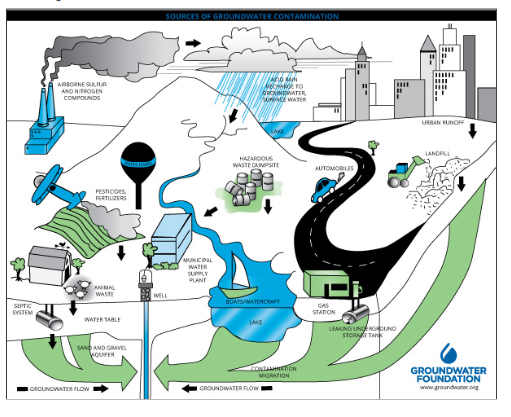 SOURCES OF GROUNDWATER CONTAMINATION
AIRBORNE SULFUR
AND NITROGEN
COMPOUNDS
ACID RAIN
RECHARGE TO
GROUNDWATER,
SURFACE WATER
LAKE
URBAN RUNOFF
LANDFILL
HAZARDOUS
WASTE DUMPSITE
AUTOMOBILES
PESTICIDES,
FERTILIZERS
MUNICIPAL
WATER
SUPPLY
PLANT
ANIMAL
WASTE
WELL
SEPTIC
SYSTEM
WATER TABLE
BOATS/WATERCRAFT
LAKE
GAS
STATION
LEAKING UNDERGROUND
STORAGE TANK
SAND AND GRAVEL
AQUIFER
CONTAMINATION
MIGRATION
GROUNDWATER FLOW
GROUNDWATER FLOW
GROUNDWATER
FOUNDATION
www.groundwater.org